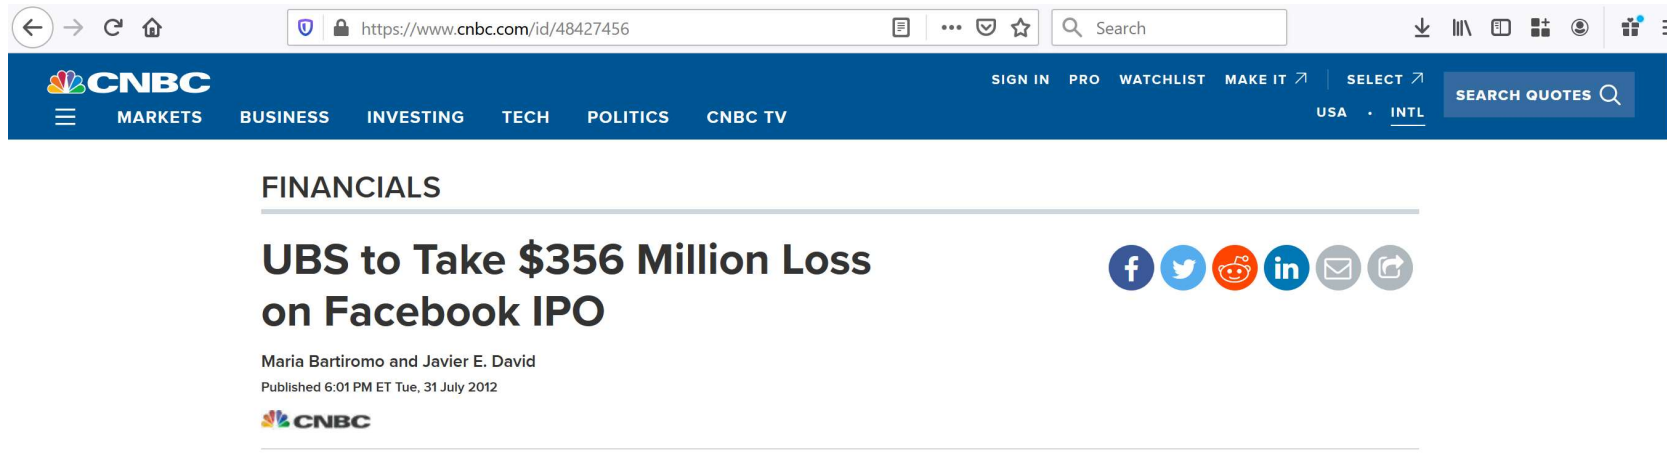 https://www.cnbc.com/id/48427456
Search
CNBC
SIGN IN PRO WATCHLIST MAKE IT SELECT
SEARCH QUOTES
MARKETS BUSINESS INVESTING TECH POLITICS CNBC TV
USA · INTL
FINANCIALS
UBS to Take $356 Million Loss
on Facebook IPO
Maria Bartiromo and Javier E. David
Published 6:01 PM ET Tue, 31 July 2012
CNBC